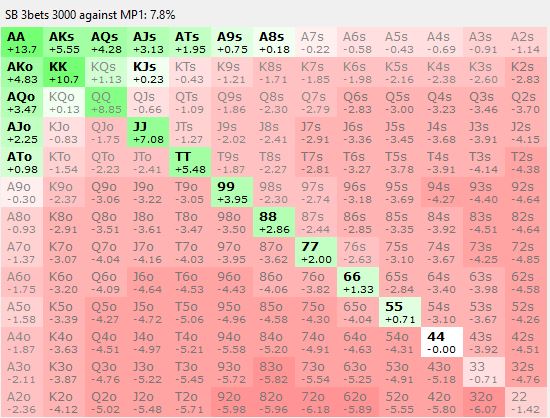 SB 3bets 3000 against MP1: 7.8%
AA AKs AQs AJs ATs A9s A8s A7s A6s A5s A4s A3s A2s
+13.7 +5.55 +4.28 +3.13 +1.95 +0.75 +0.18 -0.22 -0.58 -0.43 -0.69 -0.91 -1.14
AKo KK KQs KJs KTs K9s K8s K7s K6s K5s K4s K3s K2s
+4.83 +10.7 +1.13 +0.23 -0.43 -1.21 -1.71 -1.85 -1.98 -2.16 -2.38 -2.60 -2.83
AQo KQo QQ QJs QTs Q9s Q8s Q7s Q6s Q5s Q4s Q3s Q2s
+3.47 +0.13 +8.85 -0.66 -1.09 -1.86 -2.30 -2.79 -2.83 -3.00 -3.23 -3.46 -3.70
AJo KJo QJo JJ JTs J9s J8s J7s J6s J5s J4s J3s J2s
+2.25 -0.83 -1.75 +7.08 -1.27 -2.02 -2.41 -2.91 -3.36 -3.45 -3.68 -3.91 -4.15
ATo KTo QTo JTo TT T9s T8s T7s T6s T5s T4s T3s T2s
+0.98 -1.54 -2.23 -2.41 +5.48 -1.87 -2.27 -2.81 -3.27 -3.78 -3.91 -4.14 -4.38
A9o K9o Q9o J9o T9o 99 98s 97s 96s 95s 94s 93s 92s
-0.30 -2.37 -3.06 -3.22 -3.05 +3.95 -2.30 -2.74 -3.18 -3.69 -4.27 -4.40 -4.64
A8o K8o Q8o J8o T8o 98o 88 87s 86s 85s 84s 83s 82s
-0.93 -2.91 -3.51 -3.61 -3.47 -3.50 +2.86 -2.44 -2.85 -3.35 -3.92 -4.51 -4.64
A7o K7o Q7o J7o T7o 97o 87o 77 76s 75s 74s 73s 72s
-1.37 -3.07 -4.04 -4.16 -4.03 -3.95 -3.62 +2.00 -2.63 -3.10 -3.67 -4.25 -4.85
A6o K6o Q6o J6o T6o 96o 86o 76o 66 65s 64s 63s 62s
-1.75 -3.20 -4.09 -4.64 -4.53 -4.43 -4.06 -3.82 +1.33 -2.84 -3.40 -3.98 -4.58
A5o K5o Q5o J5o T5o 95o 85o 75o 65o 55 54s 53s 52s
-1.58 -3.39 -4.27 -4.72 -5.06 -4.96 -4.58 -4.30 -4.04 +0.71 -3.10 -3.67 -4.26
A4o K4o Q4o J4o T4o 94o 84o 74o 64o 54o 44 43s 42s
-1.87 -3.63 -4.51 -4.97 -5.21 -5.58 -5.20 -4.91 -4.63 -4.31 -0.00 -3.92 -4.51
A3o K3o Q3o J3o T3o 93o 83o 73o 63o 53o 43o 33 32s
-2.11 -3.87 -4.76 -5.22 -5.45 -5.72 -5.82 -5.54 -5.25 -4.91 -5.18 -0.71 -4.76
A2o K2o Q2o J2o T2o 92o 82o 72o 62o 52o 42o 32o 22
-2.36 -4.12 -5.02 -5.48 -5.71 -5.98 -5.96 -6.18 -5.89 -5.55 -5.80 -6.07 -1.42